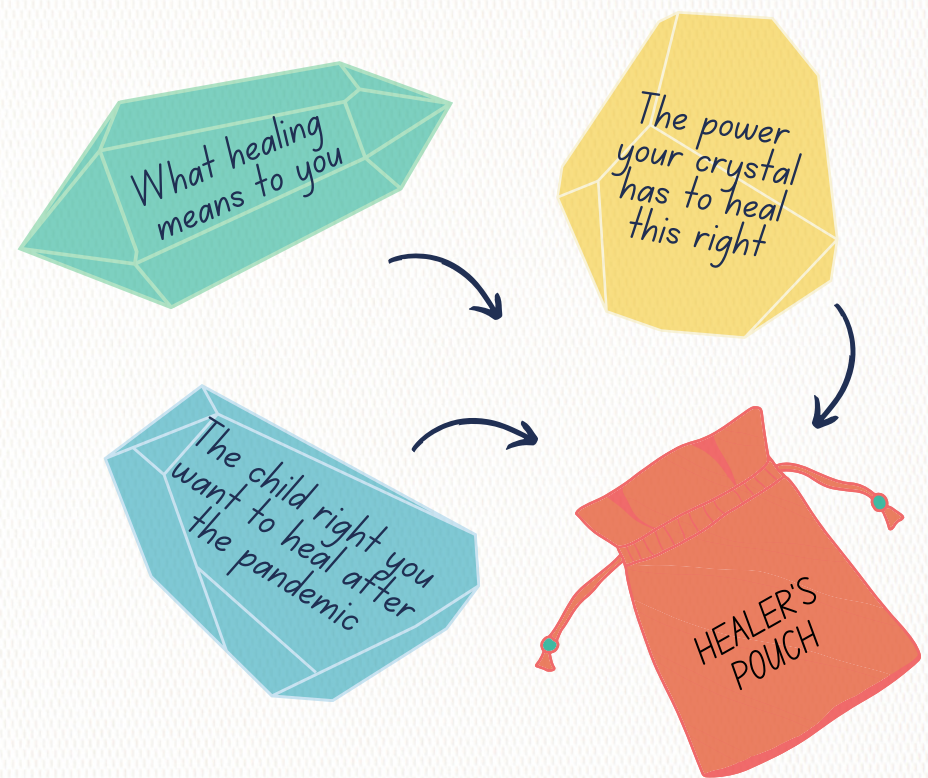 What healing
means to you
The power
your crystal
has to heal
this right
The child right you
want to heal after
the pandemic
HEALER'S
POUCH